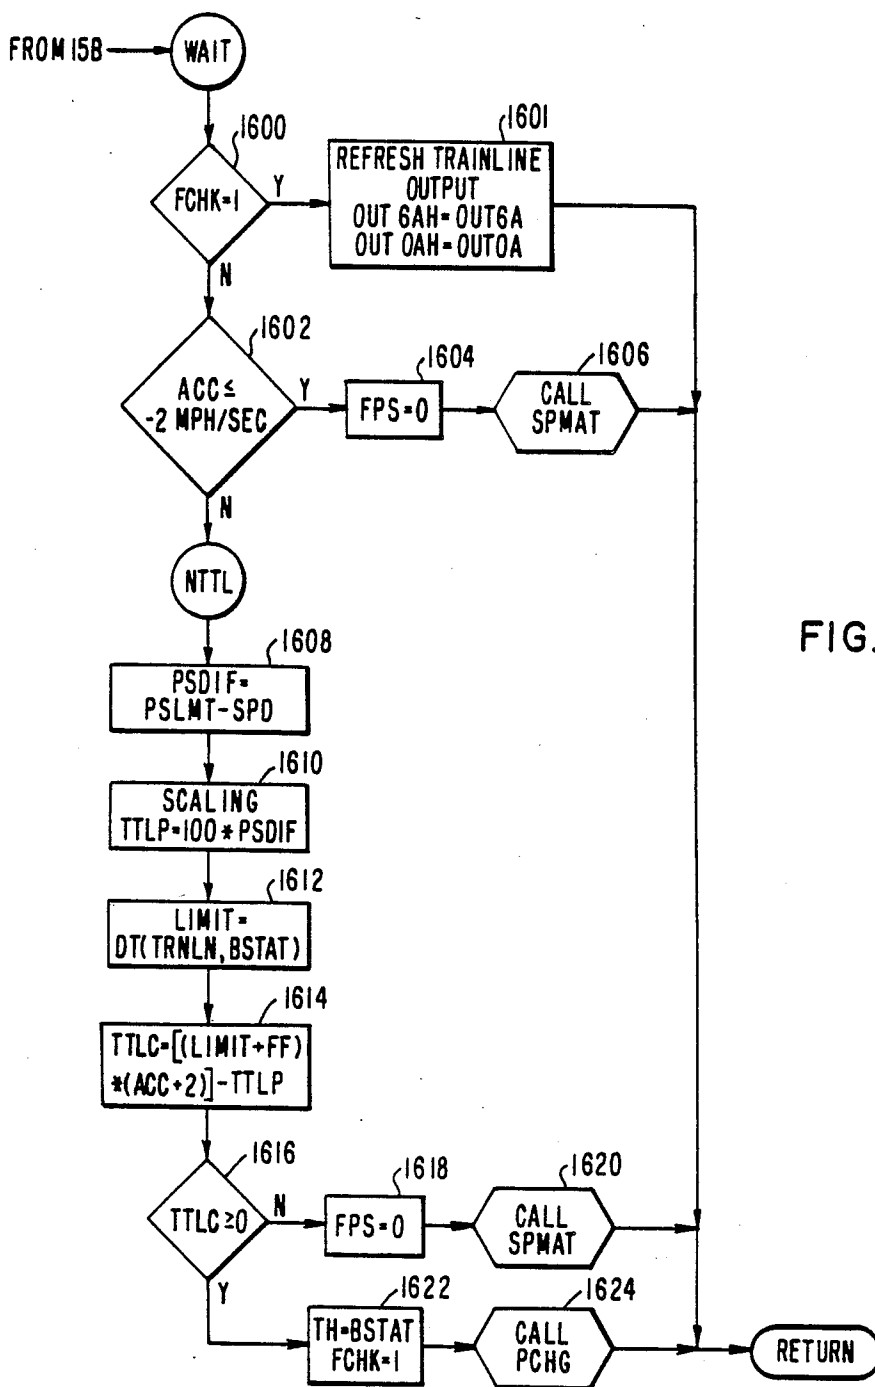 FROM 15B
WAIT
1600
FCHK=1
Y
N
1601
REFRESH TRAINLINE
OUTPUT
OUT 6AH=OUT6A
OUT 0AH=OUT0A
1602
ACC ≤
-2 MPH/SEC
Y
N
1604
FPS=0
1606
CALL
SPMAT
NTTL
FIG.
1608
PSDIF=
PSLMT-SPD
1610
SCALING
TTLP=100*PSDIF
1612
LIMIT=
DT(TRNLN,BSTAT)
1614
TTLC=[(LIMIT+FF)
*(ACC+2)]-TTLP
1616
TTLC≥0
N
Y
1618
FPS=0
1620
CALL
SPMAT
1622
TH=BSTAT
FCHK=1
1624
CALL
PCHG
RETURN